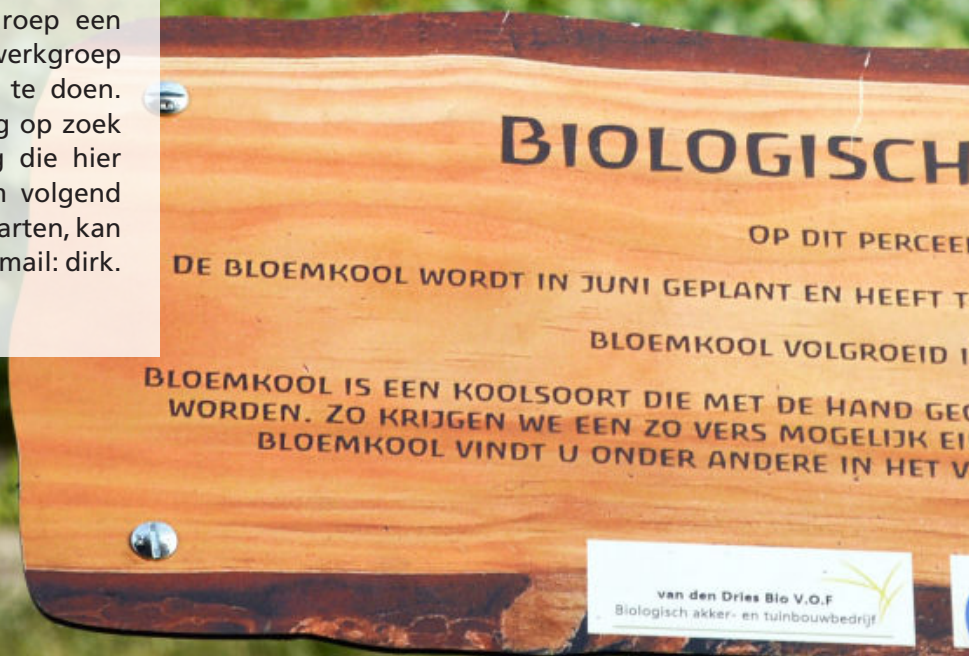 roep een
werkgroep
te doen.
op zoek
die hier
volgend
kan
mail: dirk.
BIOLOGISCH
OP DIT PERCEEL
DE BLOEMKOOL WORDT IN JUNI GEPLANT EN HEEFT
BLOEMKOOL VOLGROEID
BLOEMKOOL IS EEN KOOLSOORT DIE MET DE HAND
WORDEN. ZO KRIJGEN WE EEN ZO VERS MOGELIJK
BLOEMKOOL VINDT U ONDER ANDERE IN HET
van den Dries Bio V.O.F
Biologisch akker- en tuinbouwbedrijf